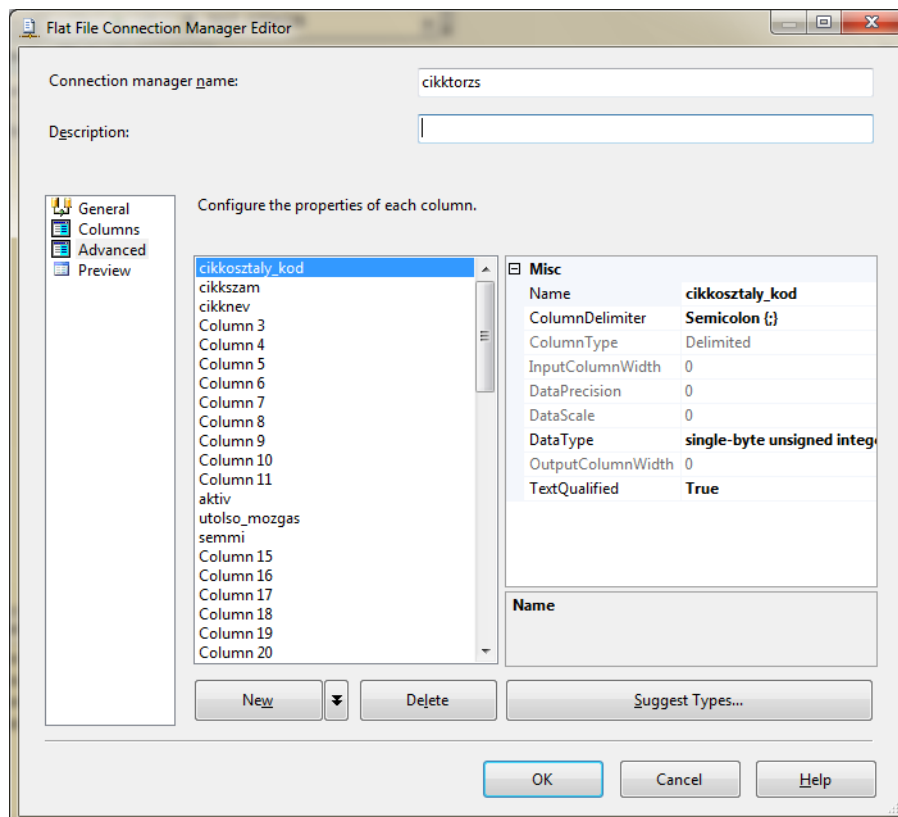 Flat File Connection Manager Editor
Connection manager name:
cikktorzs
Description:
General
Columns
Advanced
Preview
Configure the properties of each column.
cikkosztaly_kod
cikkszam
cikknev
Column 3
Column 4
Column 5
Column 6
Column 7
Column 8
Column 9
Column 10
Column 11
aktiv
utolso_mozgas
semmi
Column 15
Column 16
Column 17
Column 18
Column 19
Column 20
Misc
Name cikkosztaly_kod
ColumnDelimiter Semicolon {;}
ColumnType Delimited
InputColumnWidth 0
DataPrecision 0
DataScale 0
DataType single-byte unsigned intege
OutputColumnWidth 0
TextQualified True
Name
New
Delete
Suggest Types...
OK
Cancel
Help